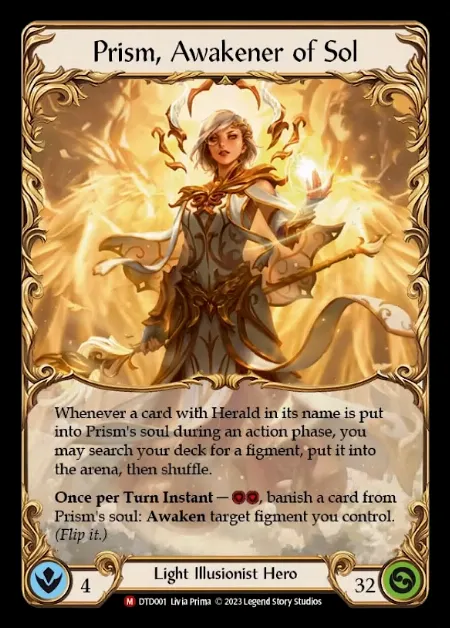 Prism, Awakener of Sol
Whenever a card with Herald in its name is put
into Prism's soul during an action phase, you
may search your deck for a figment, put it into
the arena, then shuffle.
Once per Turn Instant — , banish a card from
Prism's soul: Awaken target figment you control.
(Flip it.)
4
Light Illusionist Hero
32
M DTD001 Livia Prima © 2023 Legend Story Studios